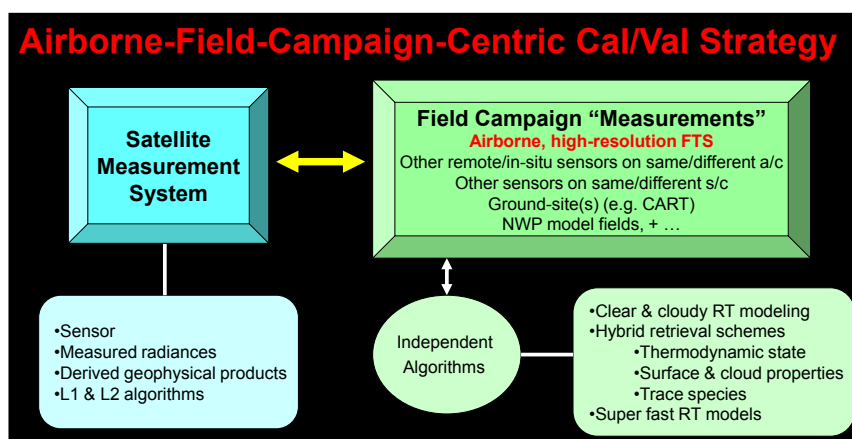 Airborne-Field-Campaign-Centric Cal/Val Strategy
Satellite
Measurement
System
Field Campaign “Measurements”
Airborne, high-resolution FTS
Other remote/in-situ sensors on same/different a/c
Other sensors on same/different s/c
Ground-site(s) (e.g. CART)
NWP model fields, + …
•Sensor
•Measured radiances
•Derived geophysical products
•L1 & L2 algorithms
Independent
Algorithms
•Clear & cloudy RT modeling
•Hybrid retrieval schemes
•Thermodynamic state
•Surface & cloud properties
•Trace species
•Super fast RT models